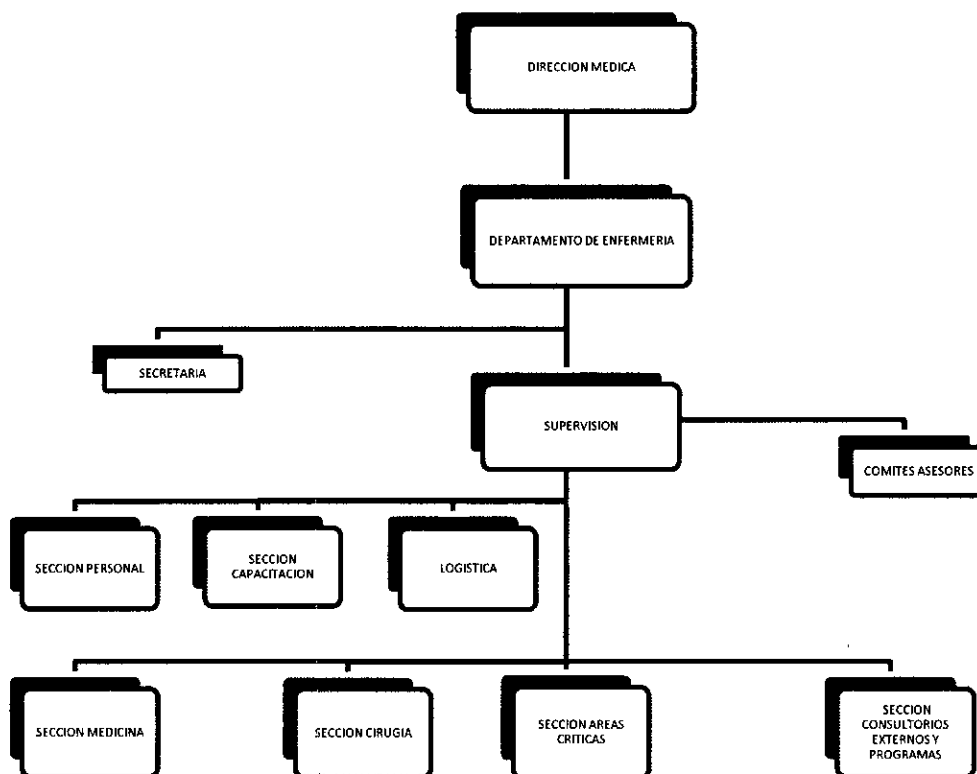 DIRECCION MEDICA
DEPARTAMENTO DE ENFERMERIA
SECRETARIA
SUPERVISION
COMITES ASESORES
SECCION PERSONAL
SECCION
CAPACITACION
LOGISTICA
SECCION MEDICINA
SECCION CIRUGIA
SECCION AREAS
CRITICAS
SECCION
CONSULTORIOS
EXTERNOS Y
PROGRAMAS